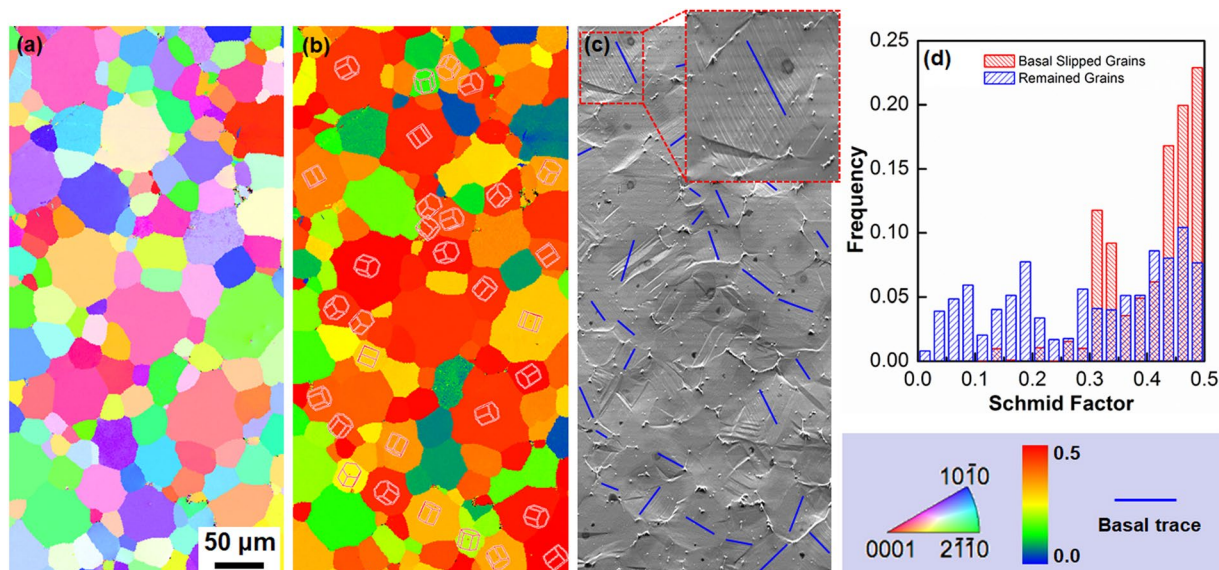 (a)
50 μm
(b)
(c)
(d)
Basal Slipped Grains
Remained Grains
Frequency
0.25
0.20
0.15
0.10
0.05
0.00
0.0 0.1 0.2 0.3 0.4 0.5
Schmid Factor
101̄0
0001
21̄1̄0
0.5
0.0
Basal trace